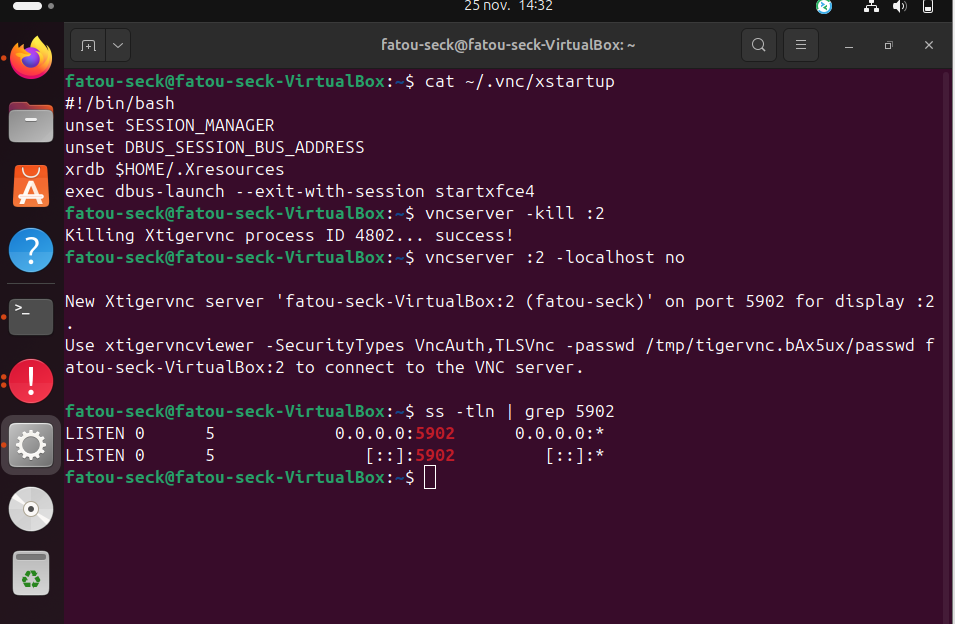 25 nov. 14:32
fatou-seck@fatou-seck-VirtualBox: ~
fatou-seck@fatou-seck-VirtualBox:~$ cat ~/.vnc/xstartup
#!/bin/bash
unset SESSION_MANAGER
unset DBUS_SESSION_BUS_ADDRESS
xrdb $HOME/.Xresources
exec dbus-launch --exit-with-session startxfce4
fatou-seck@fatou-seck-VirtualBox:~$ vncserver -kill :2
Killing Xtigervnc process ID 4802... success!
fatou-seck@fatou-seck-VirtualBox:~$ vncserver :2 -localhost no
New Xtigervnc server 'fatou-seck-VirtualBox:2 (fatou-seck)' on port 5902 for display :2
.
Use xtigervncviewer -SecurityTypes VncAuth,TLSVnc -passwd /tmp/tigervnc.bAx5ux/passwd f
atou-seck-VirtualBox:2 to connect to the VNC server.
fatou-seck@fatou-seck-VirtualBox:~$ ss -tln | grep 5902
LISTEN 0 5 0.0.0.0:5902 0.0.0.0:*
LISTEN 0 5 [::]:5902 [::]:*
fatou-seck@fatou-seck-VirtualBox:~$